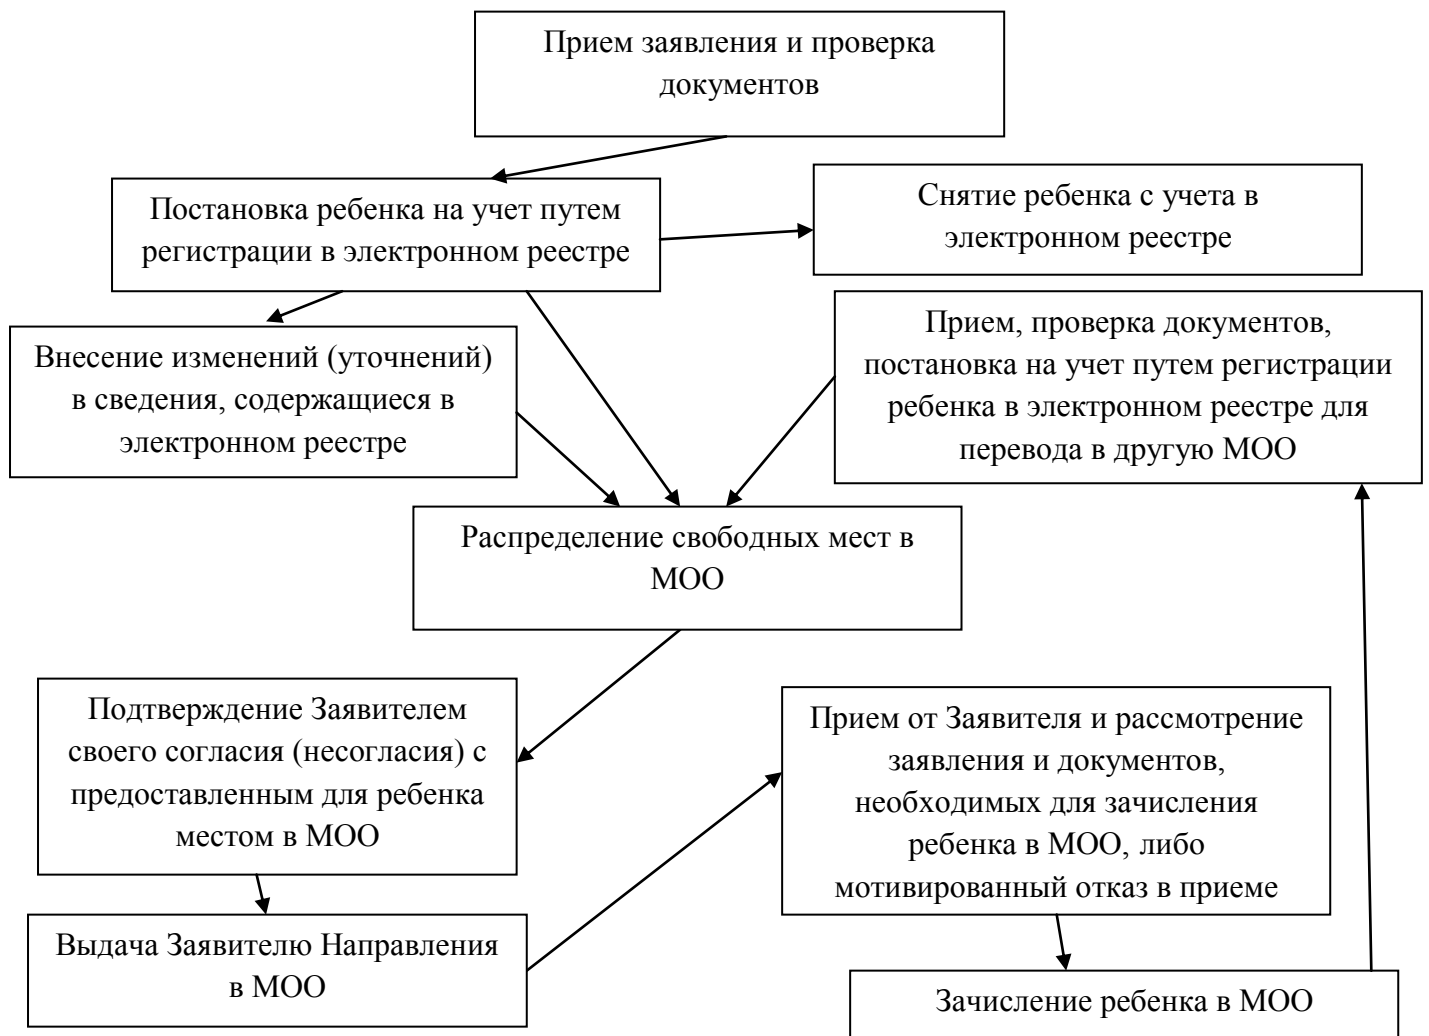 Прием заявления и проверка
документов
Постановка ребенка на учет путем
регистрации в электронном реестре
Снятие ребенка с учета в
электронном реестре
Внесение изменений (уточнений)
в сведения, содержащиеся в
электронном реестре
Прием, проверка документов,
постановка на учет путем регистрации
ребенка в электронном реестре для
перевода в другую МОО
Распределение свободных мест в
МОО
Подтверждение Заявителем
своего согласия (несогласия) с
предоставленным для ребенка
местом в МОО
Прием от Заявителя и рассмотрение
заявления и документов,
необходимых для зачисления
ребенка в МОО, либо
мотивированный отказ в приеме
Выдача Заявителю Направления
в МОО
Зачисление ребенка в МОО